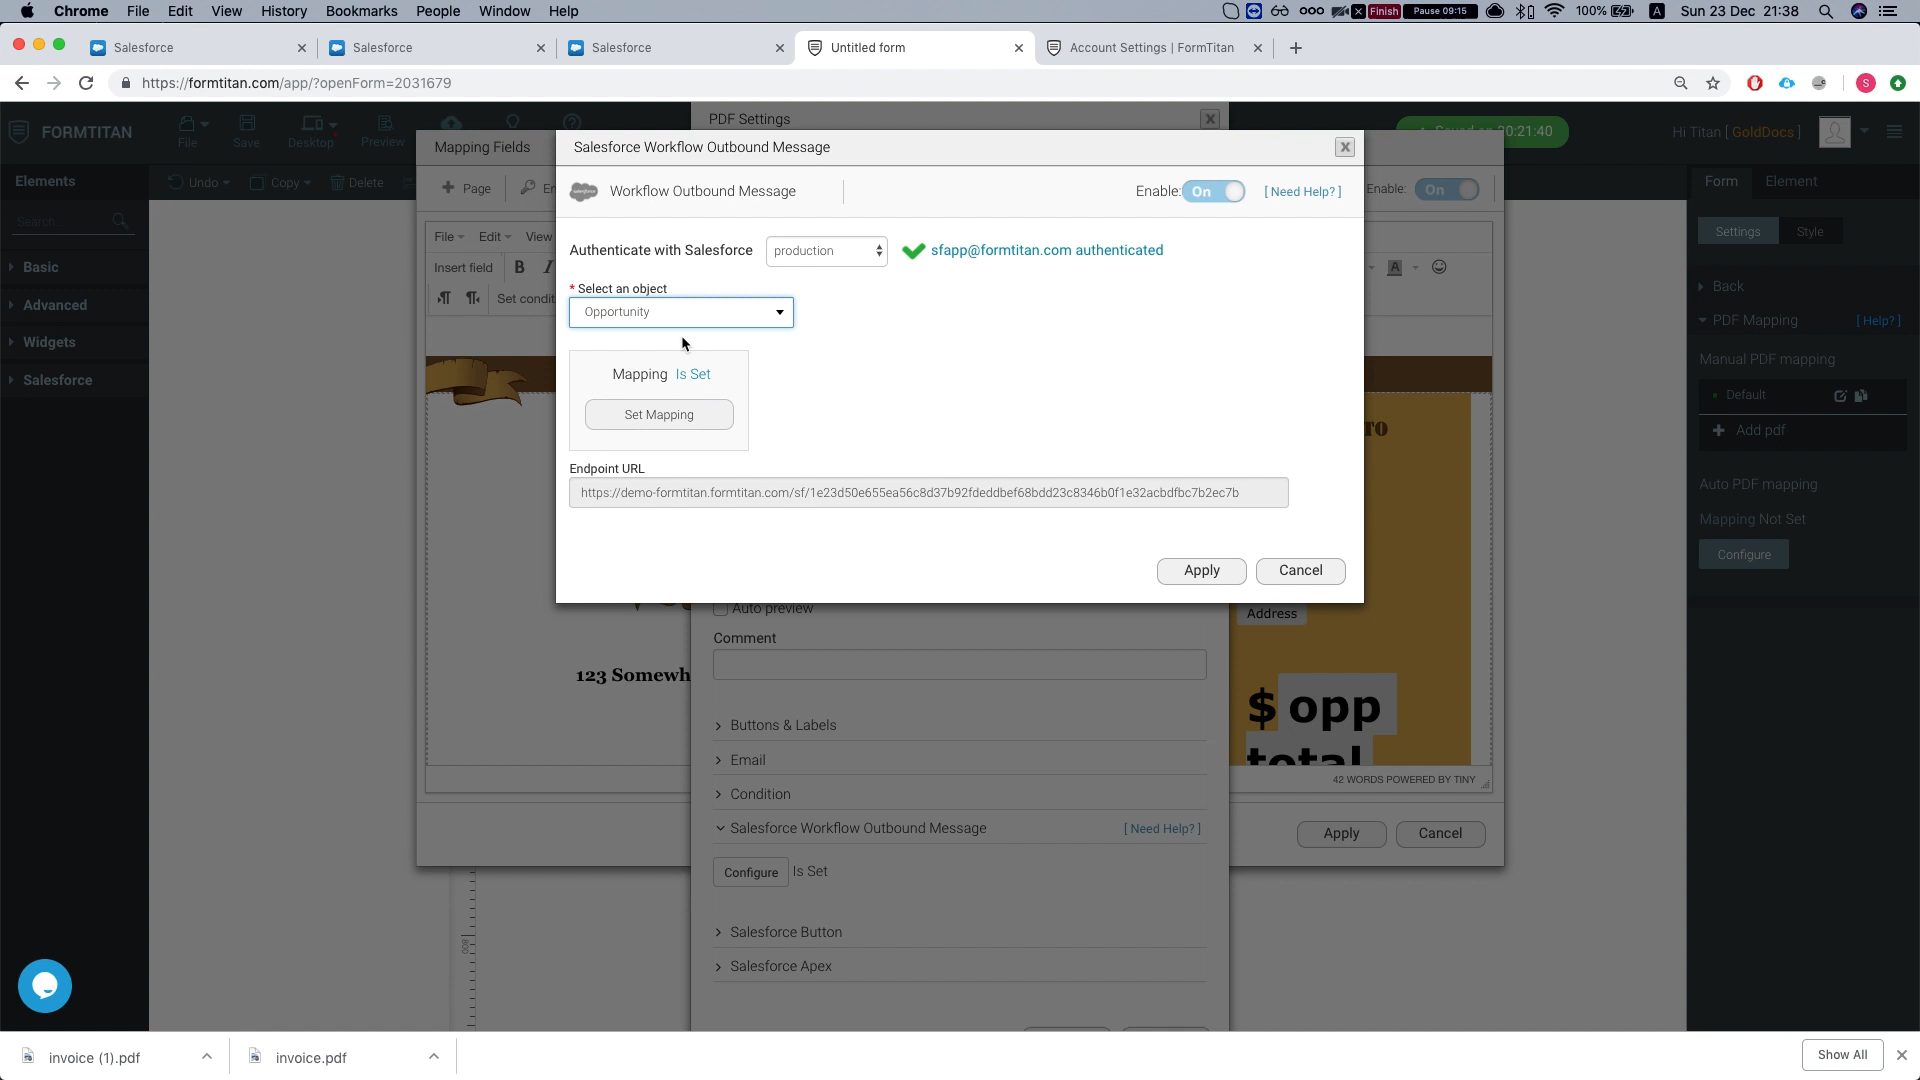 Chrome File Edit View History Bookmarks People Window Help Finish Pause 09:15 100% A Sun 23 Dec 21:38
Salesforce
Salesforce
Salesforce
Untitled form
Account Settings | FormTitan
https://formtitan.com/app/?openForm=2031679
S
FORMTITAN
File
Save
Desktop
Preview
PDF Settings
X
0:21:40
Hi Titan [ GoldDocs ]
Mapping Fields
Salesforce Workflow Outbound Message
X
Elements
Undo
Copy
Delete
Page
Workflow Outbound Message
Enable: On
[ Need Help? ]
Enable: On
Form
Element
Search...
File Edit View
Authenticate with Salesforce
production
sfapp@formtitan.com authenticated
Settings
Style
Insert field B I
A
Basic
* Select an object
Opportunity
Back
Advanced
PDF Mapping
[ Help? ]
Widgets
Manual PDF mapping
Salesforce
Mapping Is Set
Default
Set Mapping
TO
Add pdf
Endpoint URL
https://demo-formtitan.formtitan.com/sf/1e23d50e655ea56c8d37b92fdeddbef68bdd23c8346b0f1e32acbdfbc7b2ec7b
Auto PDF mapping
Mapping Not Set
Configure
Apply
Cancel
Auto preview
Address
Comment
123 Somewh
$ opp
total
Buttons & Labels
Email
42 WORDS POWERED BY TINY
Condition
Salesforce Workflow Outbound Message
[ Need Help? ]
Apply
Cancel
Configure
Is Set
Salesforce Button
800
Salesforce Apex
invoice (1).pdf
invoice.pdf
Show All